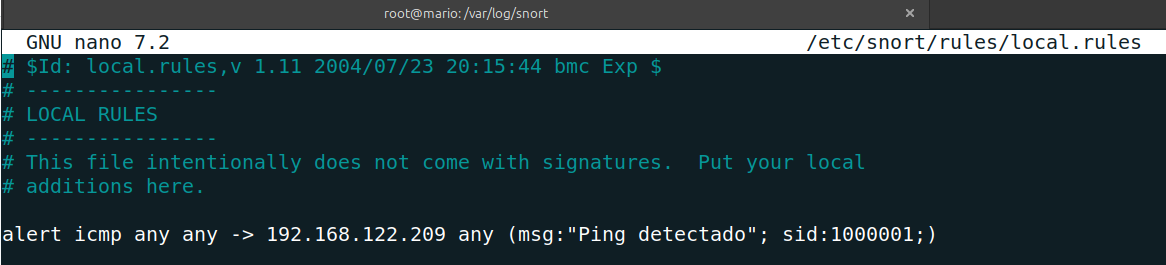 root@mario: /var/log/snort ×
GNU nano 7.2 /etc/snort/rules/local.rules
# $Id: local.rules,v 1.11 2004/07/23 20:15:44 bmc Exp $
# ----------------
# LOCAL RULES
# ----------------
# This file intentionally does not come with signatures.  Put your local
# additions here.
alert icmp any any -> 192.168.122.209 any (msg:"Ping detectado"; sid:1000001;)